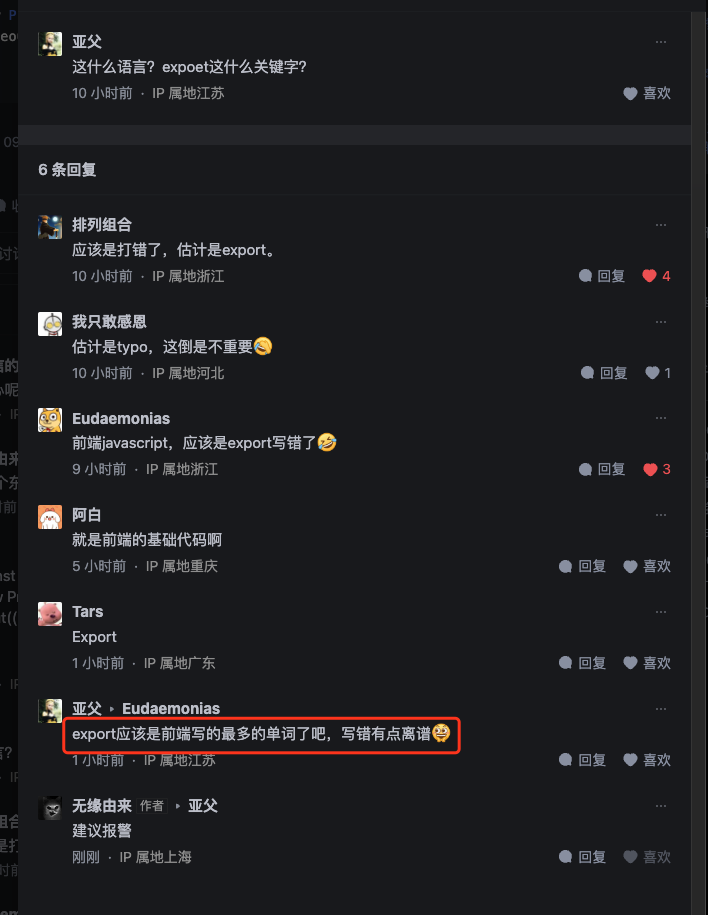 亚父
这什么语言？expoet这什么关键字？
10 小时前 · IP 属地江苏
喜欢
6 条回复
排列组合
应该是打错了，估计是export。
10 小时前 · IP 属地浙江
回复 4
我只敢感恩
估计是typo，这倒是不重要😂
10 小时前 · IP 属地河北
回复 1
Eudaemonias
前端javascript，应该是export写错了🤣
9 小时前 · IP 属地浙江
回复 3
阿白
就是前端的基础代码啊
5 小时前 · IP 属地重庆
回复 喜欢
Tars
Export
1 小时前 · IP 属地广东
回复 喜欢
亚父 ▸ Eudaemonias
export应该是前端写的最多的单词了吧，写错有点离谱
1 小时前 · IP 属地江苏
回复 喜欢
无缘由来 作者 ▸ 亚父
建议报警
刚刚 · IP 属地上海
回复 喜欢